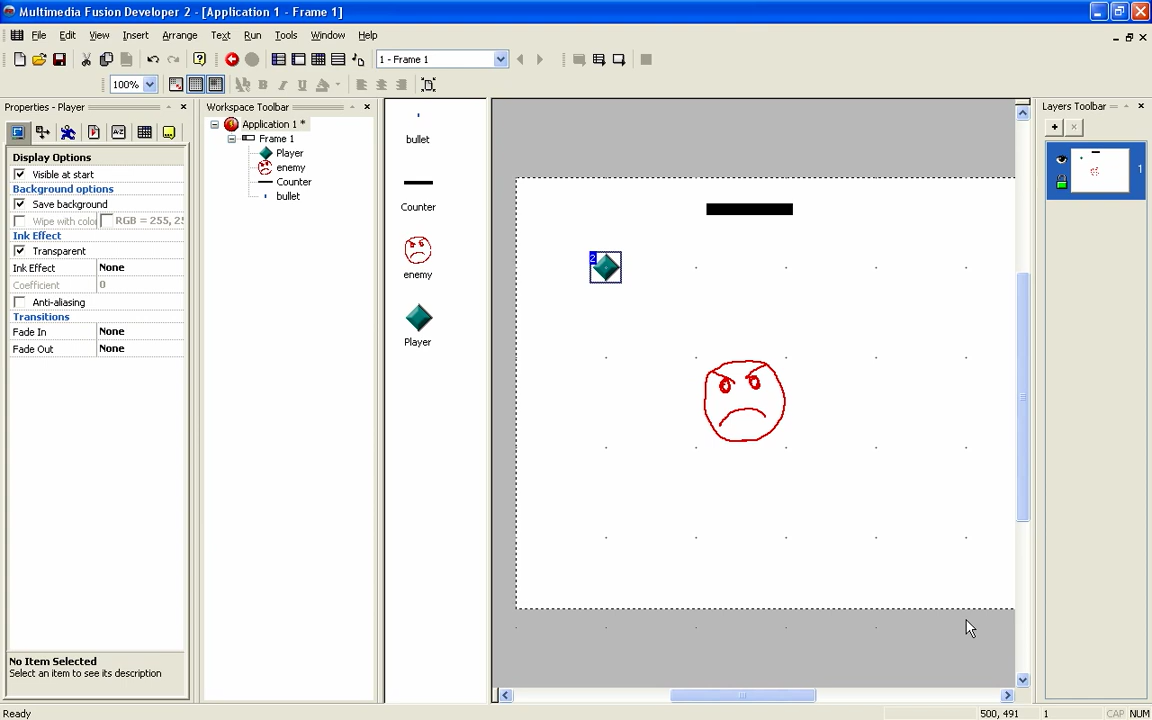 Multimedia Fusion Developer 2 - [Application 1 - Frame 1]
File Edit View Insert Arrange Text Run Tools Window Help
1 - Frame 1
100%
Properties - Player
Workspace Toolbar
Layers Toolbar
Display Options
Visible at start
Background options
Save background
Wipe with colo RGB = 255, 25
Ink Effect
Transparent
Ink Effect None
Coefficient 0
Anti-aliasing
Transitions
Fade In None
Fade Out None
No Item Selected
Select an item to see its description
Application 1 *
Frame 1
Player
enemy
Counter
bullet
bullet
Counter
enemy
Player
2
1
Ready
500, 491
1
CAP NUM